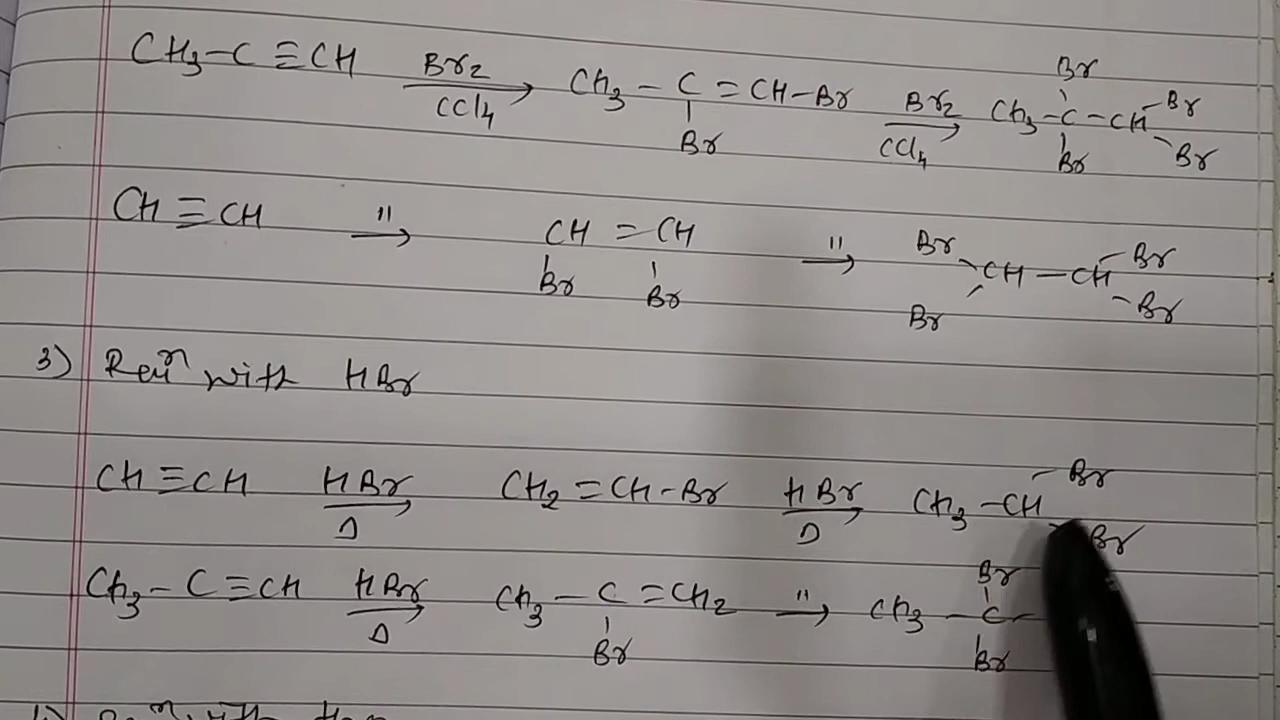 CH3-C≡CH Br2/CCl4 → CH3-C(Br)=CH-Br Br2/CCl4 → CH3-C(Br)(Br)-CH(Br)(Br)
CH≡CH " → CH(Br)=CH(Br) " → (Br)(Br)CH-CH(Br)(Br)
3) Reuⁿ with HBr
CH≡CH HBr/Δ → CH2=CH-Br HBr/Δ → CH3-CH(Br)(Br)
CH3-C≡CH HBr/Δ → CH3-C(Br)=CH2 " → CH3-C(Br)(Br)-